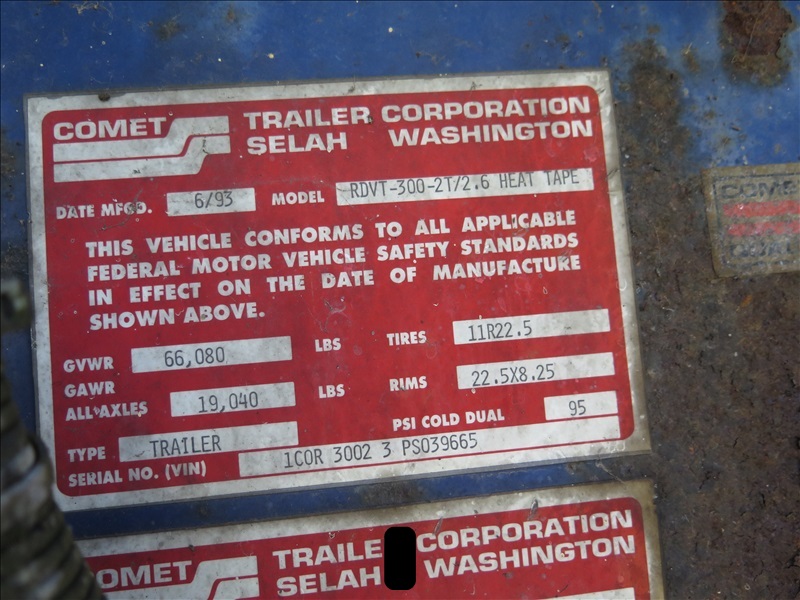 COMET TRAILER CORPORATION
SELAH WASHINGTON
DATE MFGD. 6/93 MODEL RDVT-300-2T/2.6 HEAT TAPE
THIS VEHICLE CONFORMS TO ALL APPLICABLE
FEDERAL MOTOR VEHICLE SAFETY STANDARDS
IN EFFECT ON THE DATE OF MANUFACTURE
SHOWN ABOVE.
GVWR 66,080 LBS TIRES 11R22.5
GAWR
ALL AXLES 19,040 LBS RIMS 22.5X8.25
PSI COLD DUAL 95
TYPE TRAILER
SERIAL NO. (VIN) 1COR 3002 3 PS039665
OMET TRAILE CORPORATION
SELAH WASHINGTON